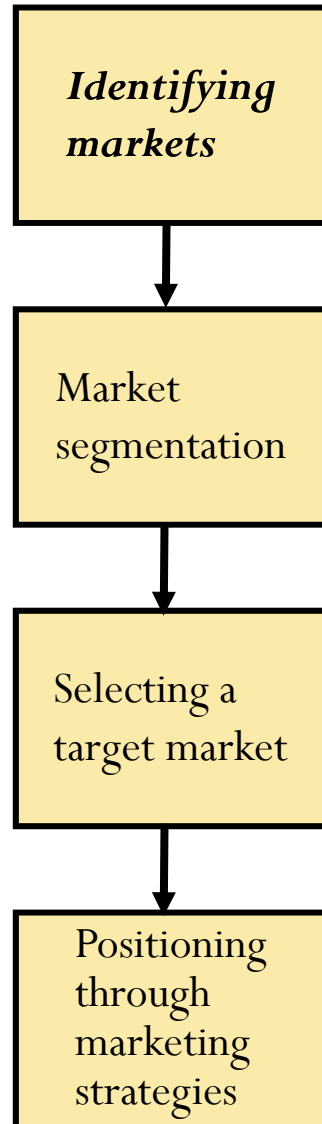 Identifying
markets
Market
segmentation
Selecting a
target market
Positioning
through
marketing
strategies